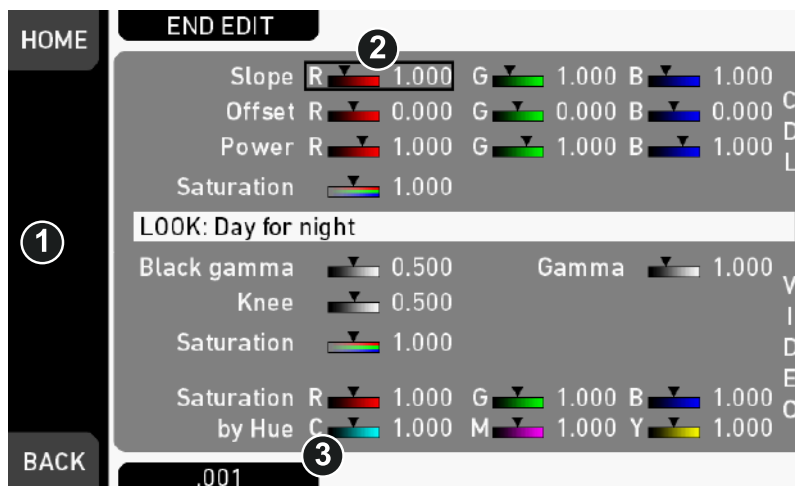 HOME
END EDIT
2
Slope R 1.000 G 1.000 B 1.000
Offset R 0.000 G 0.000 B 0.000
Power R 1.000 G 1.000 B 1.000
Saturation 1.000
CDL
LOOK: Day for night
1
Black gamma 0.500 Gamma 1.000
Knee 0.500
Saturation 1.000
Saturation R 1.000 G 1.000 B 1.000
by Hue C 1.000 M 1.000 Y 1.000
VIDEO
3
BACK
.001